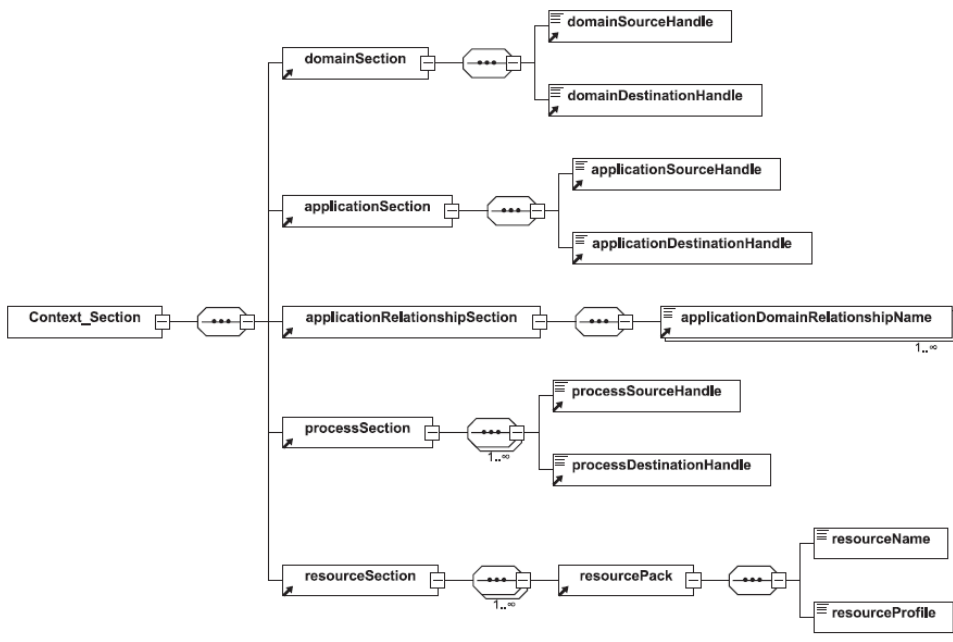 domainSourceHandle
domainSection
domainDestinationHandle
applicationSourceHandle
applicationSection
applicationDestinationHandle
Context_Section
applicationRelationshipSection
applicationDomainRelationshipName
1..∞
processSourceHandle
processSection
1..∞
processDestinationHandle
resourceName
resourceSection
resourcePack
1..∞
resourceProfile